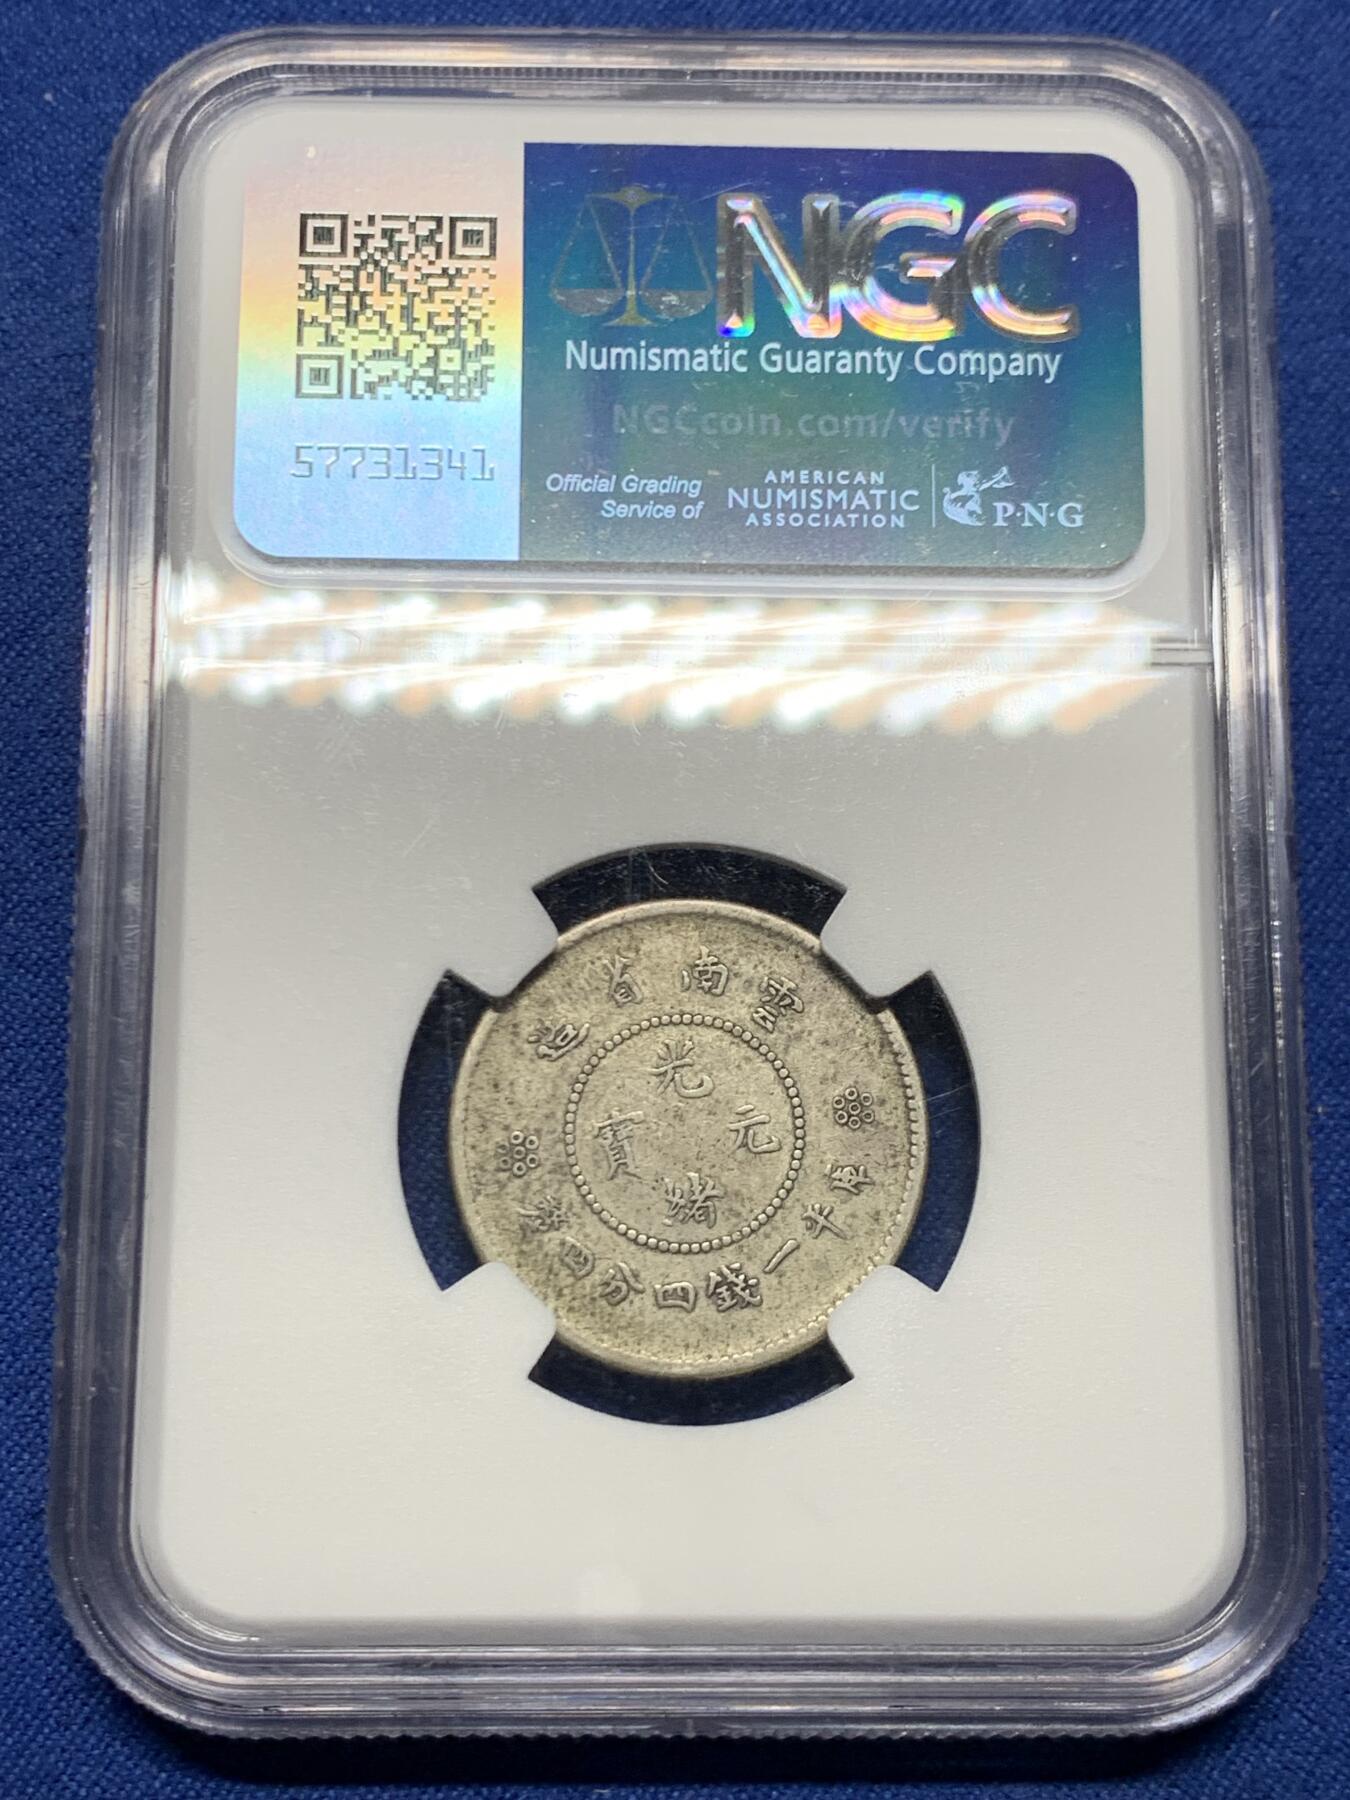 NGC
Numismatic Guaranty Company
NGCcoin.com/verify
57731341
Official Grading
Service of
AMERICAN
NUMISMATIC
ASSOCIATION
P·N·G
造省南雲
光
寶 元
緒
庫平一錢四分四釐